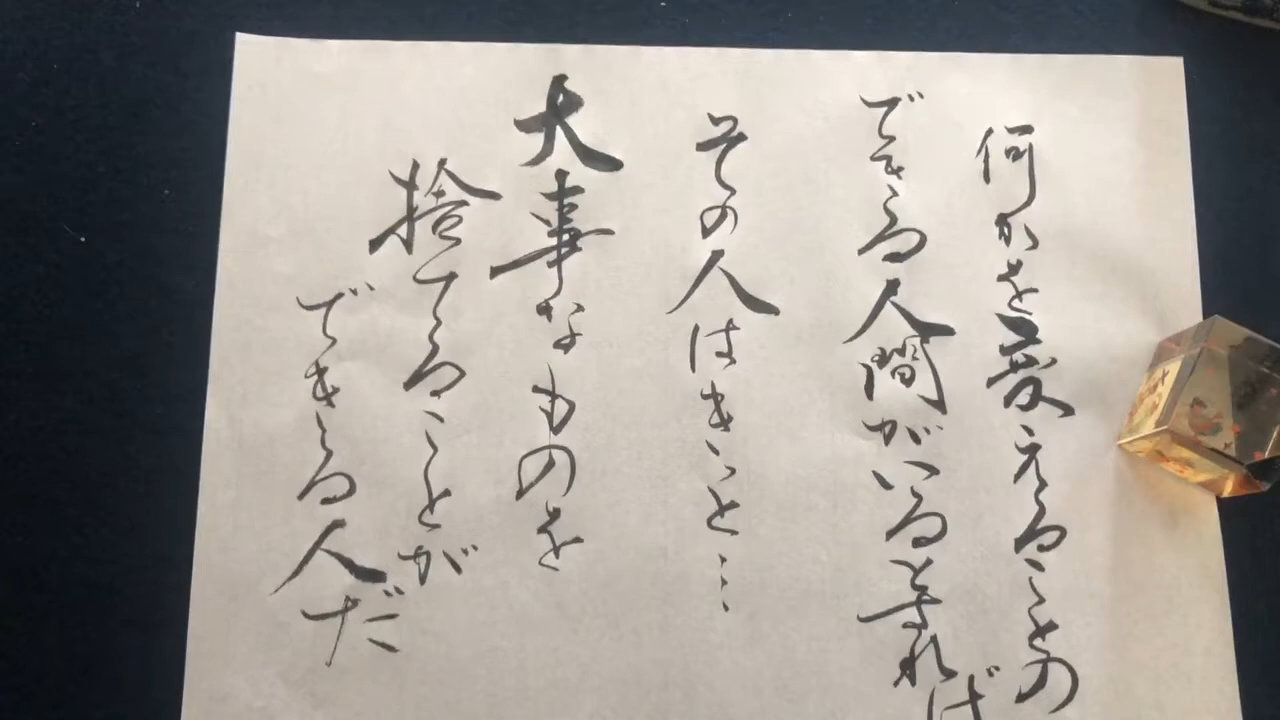 何かを変えることの
できる人間がいるとすれば
その人はきっと…
大事なものを
捨てることが
できる人だ